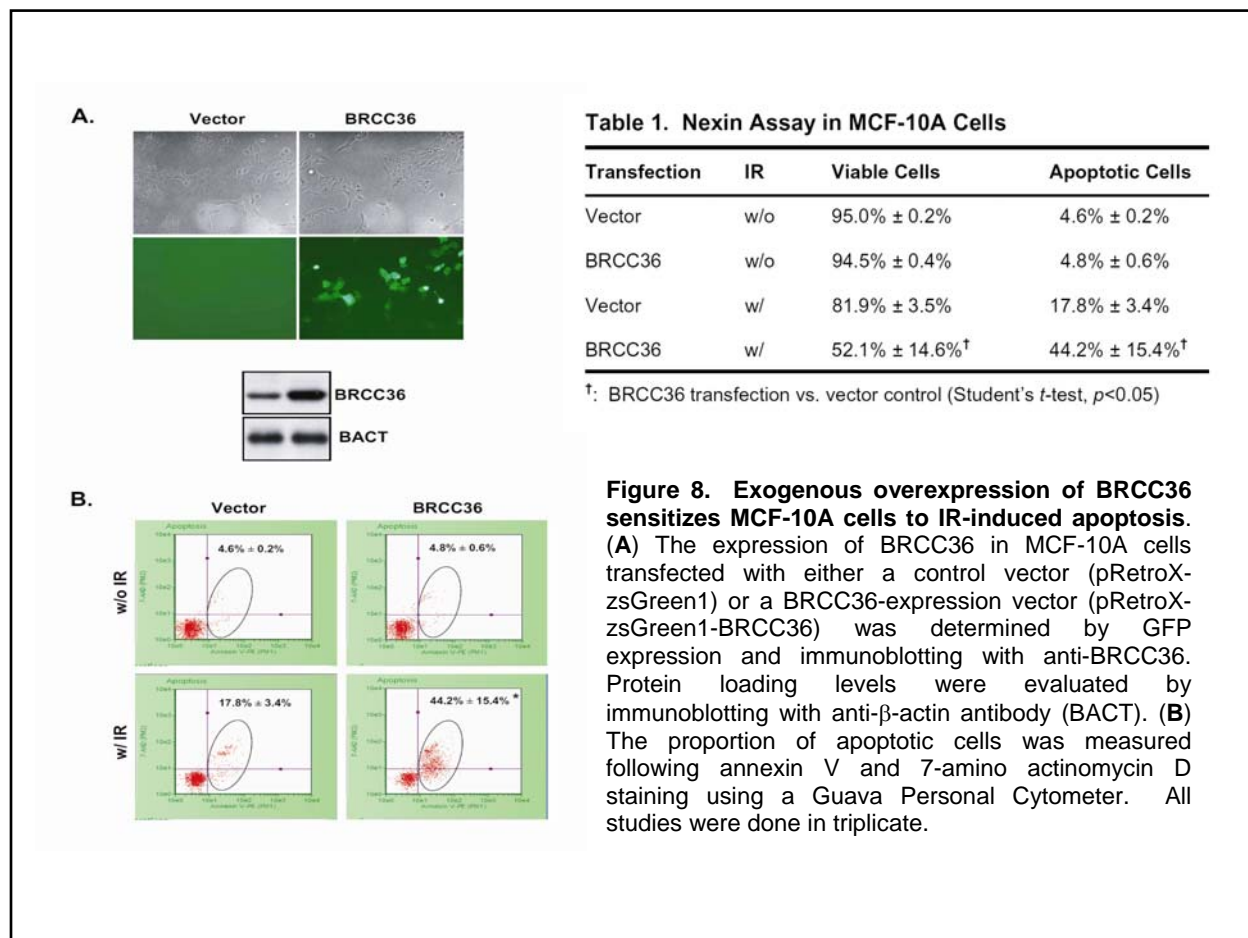 A.
Vector BRCC36
BRCC36
BACT
B.
Vector BRCC36
w/o IR
Apoptosis
4.6% ± 0.2%
Apoptosis
4.8% ± 0.6%
w/ IR
Apoptosis
17.8% ± 3.4%
Apoptosis
44.2% ± 15.4% *
Table 1. Nexin Assay in MCF-10A Cells
Transfection IR Viable Cells Apoptotic Cells
Vector w/o 95.0% ± 0.2% 4.6% ± 0.2%
BRCC36 w/o 94.5% ± 0.4% 4.8% ± 0.6%
Vector w/ 81.9% ± 3.5% 17.8% ± 3.4%
BRCC36 w/ 52.1% ± 14.6%† 44.2% ± 15.4%†
†: BRCC36 transfection vs. vector control (Student's t-test, p<0.05)
Figure 8. Exogenous overexpression of BRCC36
sensitizes MCF-10A cells to IR-induced apoptosis.
(A) The expression of BRCC36 in MCF-10A cells
transfected with either a control vector (pRetroX-
zsGreen1) or a BRCC36-expression vector (pRetroX-
zsGreen1-BRCC36) was determined by GFP
expression and immunoblotting with anti-BRCC36.
Protein loading levels were evaluated by
immunoblotting with anti-β-actin antibody (BACT). (B)
The proportion of apoptotic cells was measured
following annexin V and 7-amino actinomycin D
staining using a Guava Personal Cytometer. All
studies were done in triplicate.